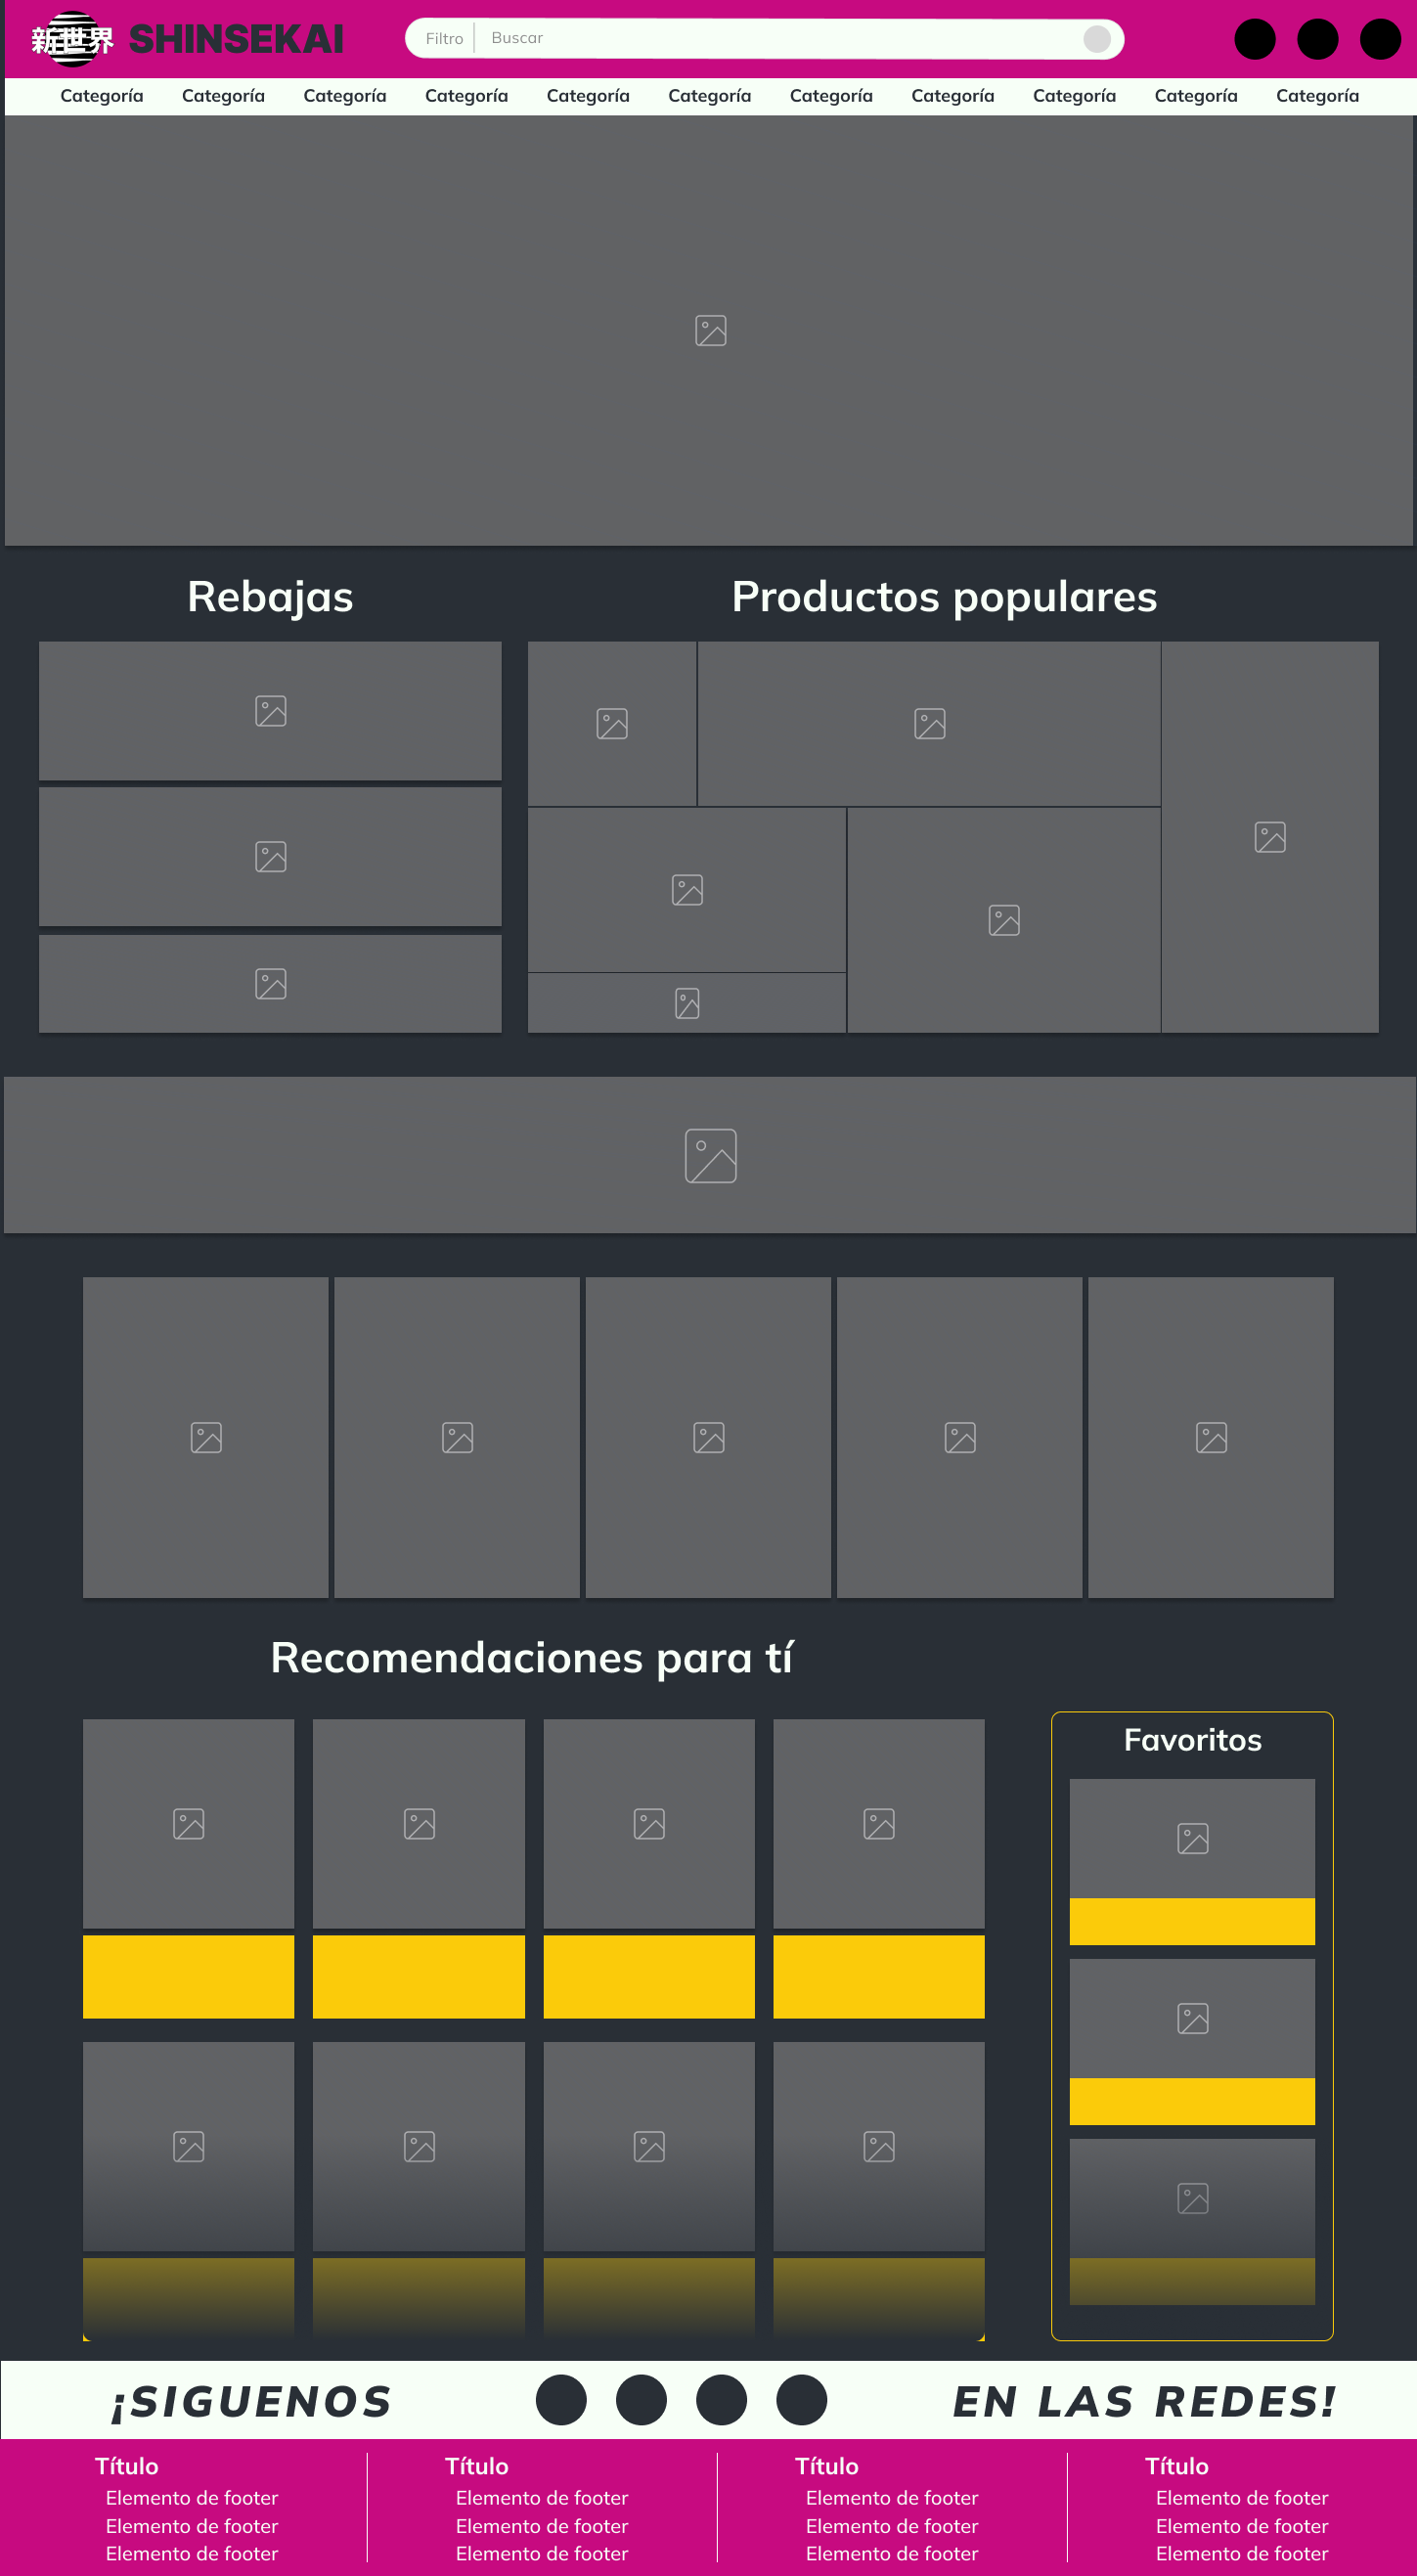 新世界 SHINSEKAI
Filtro Buscar
Categoría Categoría Categoría Categoría Categoría Categoría Categoría Categoría Categoría Categoría Categoría
Rebajas
Productos populares
Recomendaciones para tí
Favoritos
¡SIGUENOS EN LAS REDES!
Título
Elemento de footer
Elemento de footer
Elemento de footer
Título
Elemento de footer
Elemento de footer
Elemento de footer
Título
Elemento de footer
Elemento de footer
Elemento de footer
Título
Elemento de footer
Elemento de footer
Elemento de footer